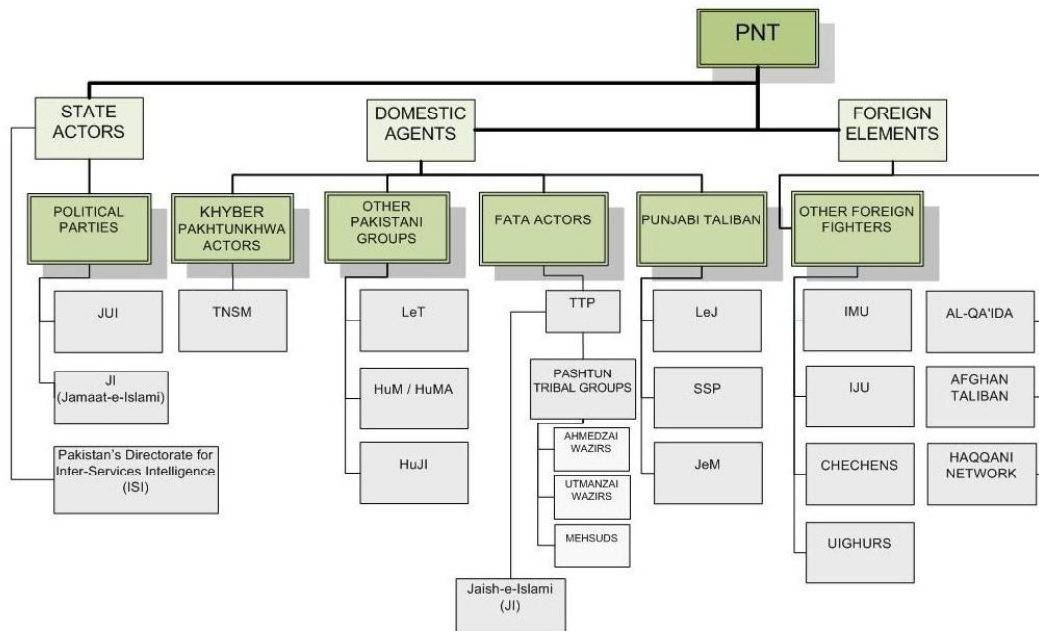 PNT
STATE
ACTORS
DOMESTIC
AGENTS
FOREIGN
ELEMENTS
POLITICAL
PARTIES
KHYBER
PAKHTUNKHWA
ACTORS
OTHER
PAKISTANI
GROUPS
FATA ACTORS
PUNJABI TALIBAN
OTHER FOREIGN
FIGHTERS
JUI
TNSM
LeT
TTP
LeJ
IMU
AL-QA'IDA
JI
(Jamaat-e-Islami)
HuM / HuMA
PASHTUN
TRIBAL GROUPS
SSP
IJU
AFGHAN
TALIBAN
Pakistan's Directorate for
Inter-Services Intelligence
(ISI)
HuJI
AHMEDZAI
WAZIRS
UTMANZAI
WAZIRS
MEHSUDS
JeM
CHECHENS
HAQQANI
NETWORK
UIGHURS
Jaish-e-Islami
(JI)